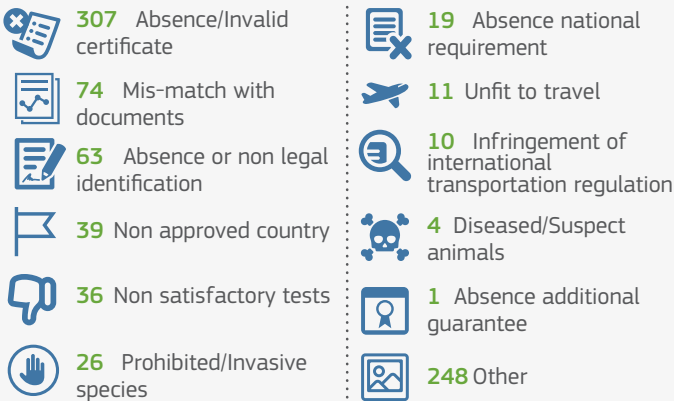 307 Absence/Invalid
certificate
74 Mis-match with
documents
63 Absence or non legal
identification
39 Non approved country
36 Non satisfactory tests
26 Prohibited/Invasive
species
19 Absence national
requirement
11 Unfit to travel
10 Infringement of
international
transportation regulation
4 Diseased/Suspect
animals
1 Absence additional
guarantee
248 Other